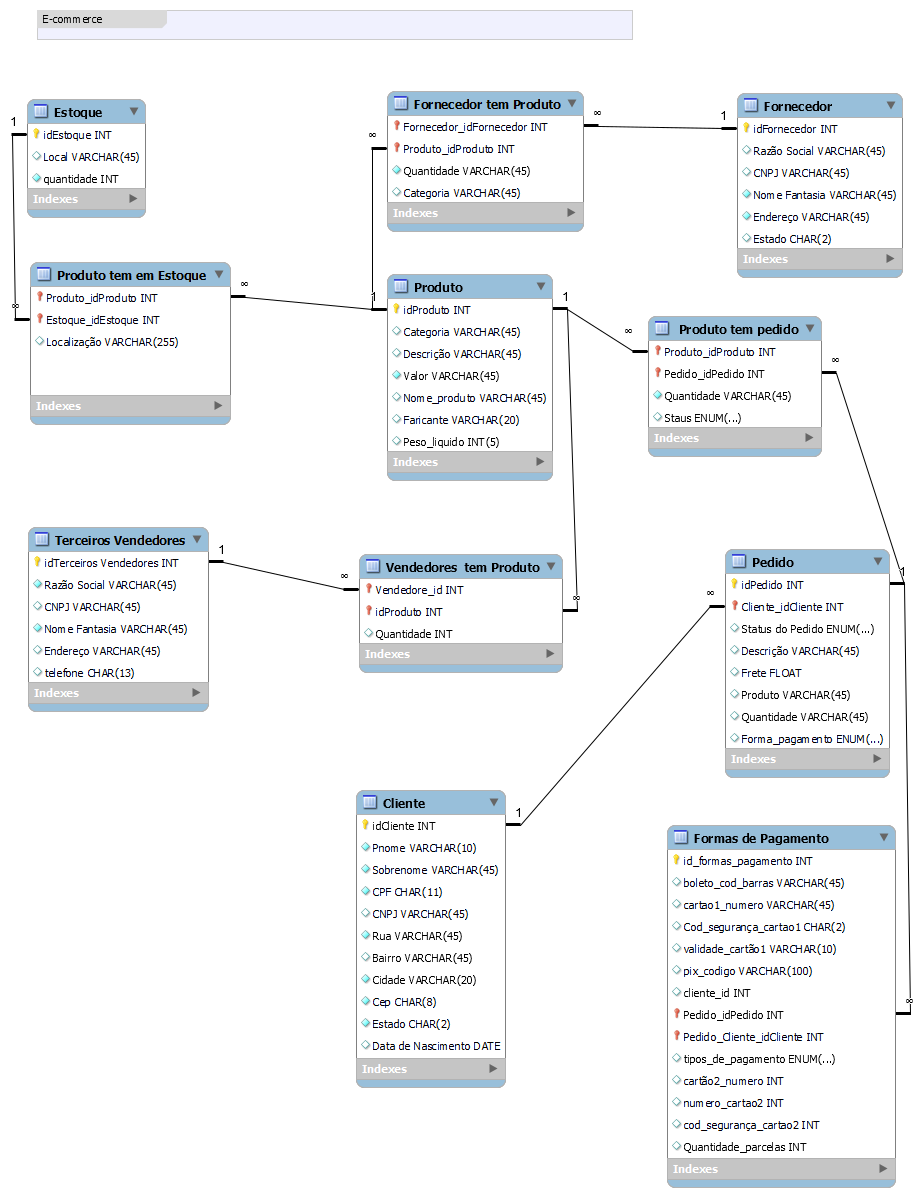 E-commerce
Estoque
idEstoque INT
Local VARCHAR(45)
quantidade INT
Indexes
1
∞
Fornecedor tem Produto
Fornecedor_idFornecedor INT
Produto_idProduto INT
Quantidade VARCHAR(45)
Categoria VARCHAR(45)
Indexes
∞
∞
1
Fornecedor
idFornecedor INT
Razão Social VARCHAR(45)
CNPJ VARCHAR(45)
Nome Fantasia VARCHAR(45)
Endereço VARCHAR(45)
Estado CHAR(2)
Indexes
Produto tem em Estoque
Produto_idProduto INT
Estoque_idEstoque INT
Localização VARCHAR(255)
Indexes
∞
1
Produto
idProduto INT
Categoria VARCHAR(45)
Descrição VARCHAR(45)
Valor VARCHAR(45)
Nome_produto VARCHAR(45)
Faricante VARCHAR(20)
Peso_liquido INT(5)
Indexes
1
∞
Produto tem pedido
Produto_idProduto INT
Pedido_idPedido INT
Quantidade VARCHAR(45)
Staus ENUM(...)
Indexes
∞
Terceiros Vendedores
idTerceiros Vendedores INT
Razão Social VARCHAR(45)
CNPJ VARCHAR(45)
Nome Fantasia VARCHAR(45)
Endereço VARCHAR(45)
telefone CHAR(13)
Indexes
1
∞
Vendedores tem Produto
Vendedore_id INT
idProduto INT
Quantidade INT
Indexes
∞
Pedido
idPedido INT
Cliente_idCliente INT
Status do Pedido ENUM(...)
Descrição VARCHAR(45)
Frete FLOAT
Produto VARCHAR(45)
Quantidade VARCHAR(45)
Forma_pagamento ENUM(...)
Indexes
1
∞
Cliente
idCliente INT
Pnome VARCHAR(10)
Sobrenome VARCHAR(45)
CPF CHAR(11)
CNPJ VARCHAR(45)
Rua VARCHAR(45)
Bairro VARCHAR(45)
Cidade VARCHAR(20)
Cep CHAR(8)
Estado CHAR(2)
Data de Nascimento DATE
Indexes
1
Formas de Pagamento
id_formas_pagamento INT
boleto_cod_barras VARCHAR(45)
cartao1_numero VARCHAR(45)
Cod_segurança_cartao1 CHAR(2)
validade_cartão1 VARCHAR(10)
pix_codigo VARCHAR(100)
cliente_id INT
Pedido_idPedido INT
Pedido_Cliente_idCliente INT
tipos_de_pagamento ENUM(...)
cartão2_numero INT
numero_cartao2 INT
cod_segurança_cartao2 INT
Quantidade_parcelas INT
Indexes
∞